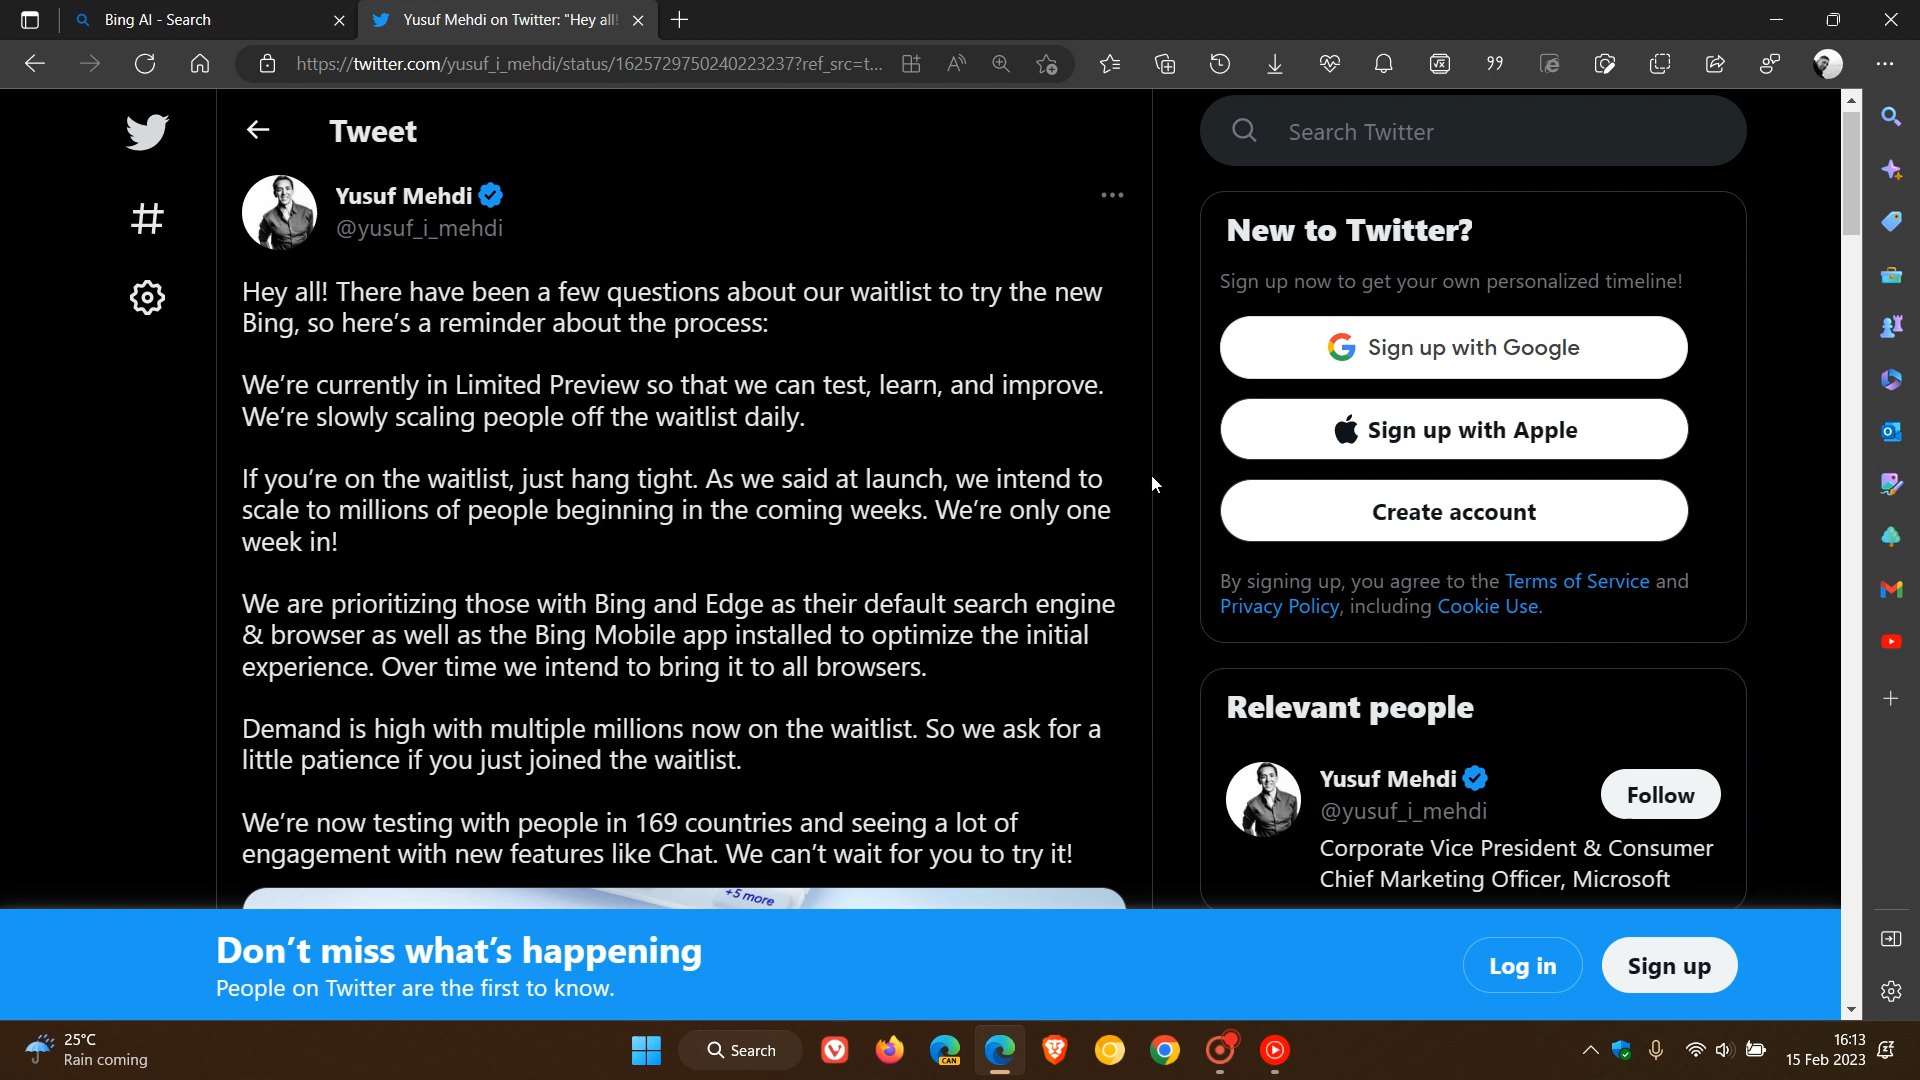 Bing AI - Search
Yusuf Mehdi on Twitter: "Hey all!
https://twitter.com/yusuf_i_mehdi/status/1625729750240223237?ref_src=t...
Tweet
Yusuf Mehdi
@yusuf_i_mehdi
Hey all! There have been a few questions about our waitlist to try the new
Bing, so here's a reminder about the process:
We're currently in Limited Preview so that we can test, learn, and improve.
We're slowly scaling people off the waitlist daily.
If you're on the waitlist, just hang tight. As we said at launch, we intend to
scale to millions of people beginning in the coming weeks. We're only one
week in!
We are prioritizing those with Bing and Edge as their default search engine
& browser as well as the Bing Mobile app installed to optimize the initial
experience. Over time we intend to bring it to all browsers.
Demand is high with multiple millions now on the waitlist. So we ask for a
little patience if you just joined the waitlist.
We're now testing with people in 169 countries and seeing a lot of
engagement with new features like Chat. We can't wait for you to try it!
+5 more
Search Twitter
New to Twitter?
Sign up now to get your own personalized timeline!
Sign up with Google
Sign up with Apple
Create account
By signing up, you agree to the Terms of Service and
Privacy Policy, including Cookie Use.
Relevant people
Yusuf Mehdi
@yusuf_i_mehdi
Follow
Corporate Vice President & Consumer
Chief Marketing Officer, Microsoft
Don't miss what's happening
People on Twitter are the first to know.
Log in
Sign up
25°C
Rain coming
Search
CAN
16:13
15 Feb 2023